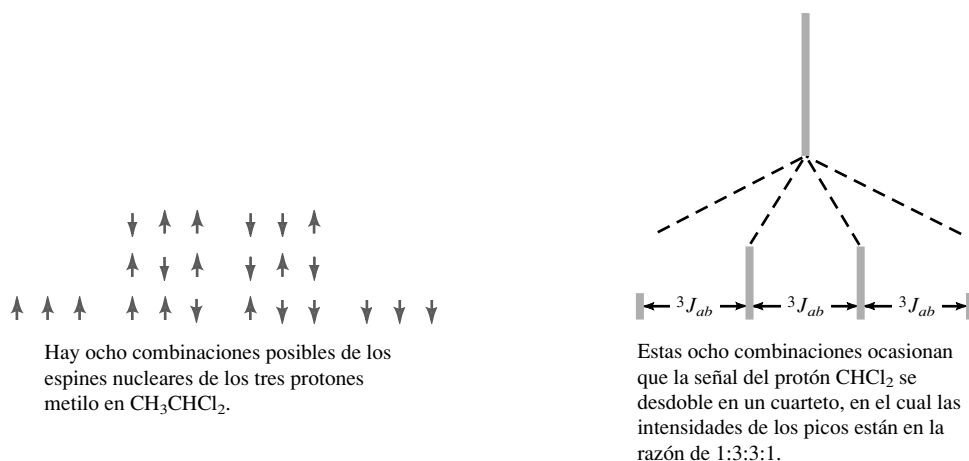 ³J_ab ³J_ab ³J_ab
Hay ocho combinaciones posibles de los
espines nucleares de los tres protones
metilo en CH₃CHCl₂.
Estas ocho combinaciones ocasionan
que la señal del protón CHCl₂ se
desdoble en un cuarteto, en el cual las
intensidades de los picos están en la
razón de 1:3:3:1.